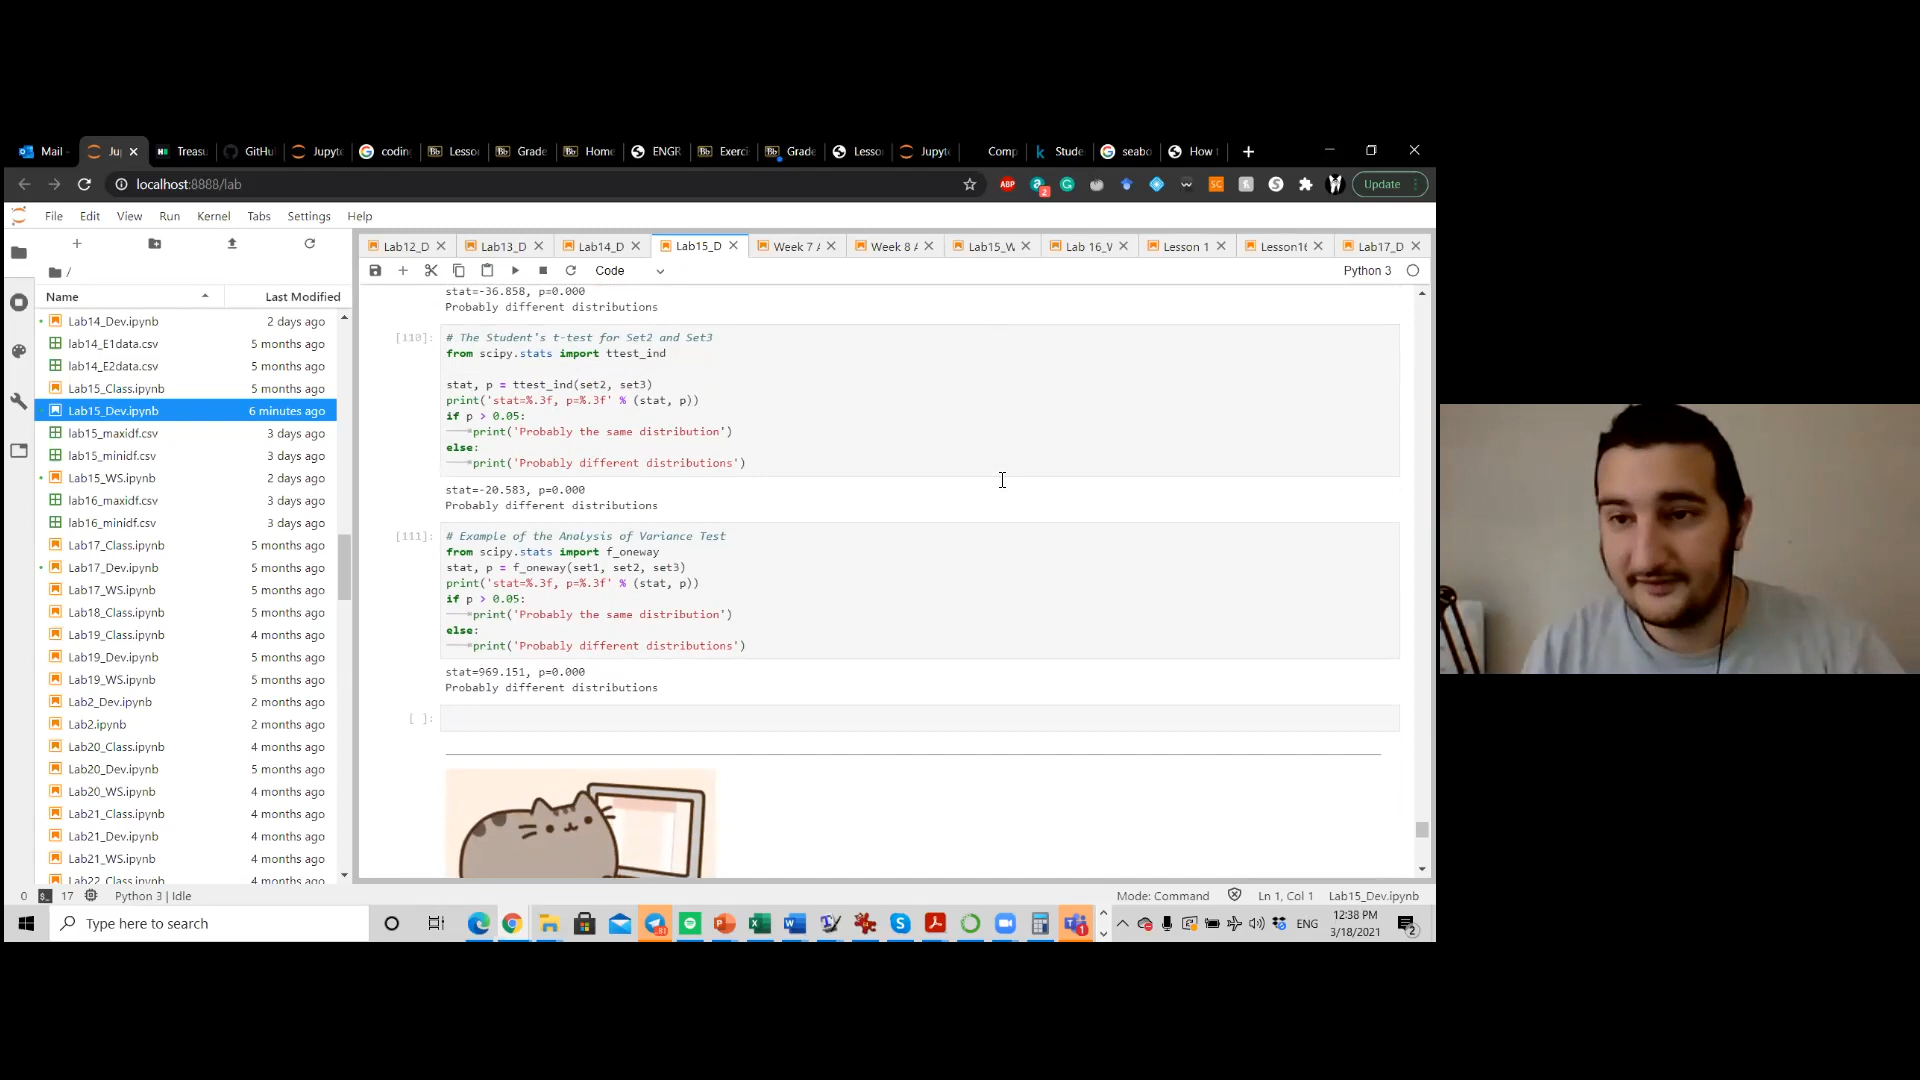 Mail
Ju
Treasu
GitHu
Jupyte
codin
Lesso
Grade
Home
ENGR
Exerci
Grade
Lesso
Jupyte
Comp
Stude
seabo
How t
localhost:8888/lab
ABP
2
SC
Update
File Edit View Run Kernel Tabs Settings Help
Lab12_D
Lab13_D
Lab14_D
Lab15_D
Week 7 A
Week 8 A
Lab15_W
Lab 16_V
Lesson 1
Lesson16
Lab17_D
Code
Python 3
/
Name Last Modified
Lab14_Dev.ipynb 2 days ago
lab14_E1data.csv 5 months ago
lab14_E2data.csv 5 months ago
Lab15_Class.ipynb 5 months ago
Lab15_Dev.ipynb 6 minutes ago
lab15_maxidf.csv 3 days ago
lab15_minidf.csv 3 days ago
Lab15_WS.ipynb 2 days ago
lab16_maxidf.csv 3 days ago
lab16_minidf.csv 3 days ago
Lab17_Class.ipynb 5 months ago
Lab17_Dev.ipynb 5 months ago
Lab17_WS.ipynb 5 months ago
Lab18_Class.ipynb 5 months ago
Lab19_Class.ipynb 4 months ago
Lab19_Dev.ipynb 5 months ago
Lab19_WS.ipynb 5 months ago
Lab2_Dev.ipynb 2 months ago
Lab2.ipynb 2 months ago
Lab20_Class.ipynb 4 months ago
Lab20_Dev.ipynb 5 months ago
Lab20_WS.ipynb 5 months ago
Lab21_Class.ipynb 4 months ago
Lab21_Dev.ipynb 4 months ago
Lab21_WS.ipynb 4 months ago
Lab22_Class.ipynb 4 months ago
stat=-36.858, p=0.000
Probably different distributions
[110]:
# The Student's t-test for Set2 and Set3
from scipy.stats import ttest_ind
stat, p = ttest_ind(set2, set3)
print('stat=%.3f, p=%.3f' % (stat, p))
if p > 0.05:
print('Probably the same distribution')
else:
print('Probably different distributions')
stat=-20.583, p=0.000
Probably different distributions
[111]:
# Example of the Analysis of Variance Test
from scipy.stats import f_oneway
stat, p = f_oneway(set1, set2, set3)
print('stat=%.3f, p=%.3f' % (stat, p))
if p > 0.05:
print('Probably the same distribution')
else:
print('Probably different distributions')
stat=969.151, p=0.000
Probably different distributions
[ ]:
0 17 Python 3 | Idle
Mode: Command Ln 1, Col 1 Lab15_Dev.ipynb
Type here to search
ENG
12:38 PM
3/18/2021
2